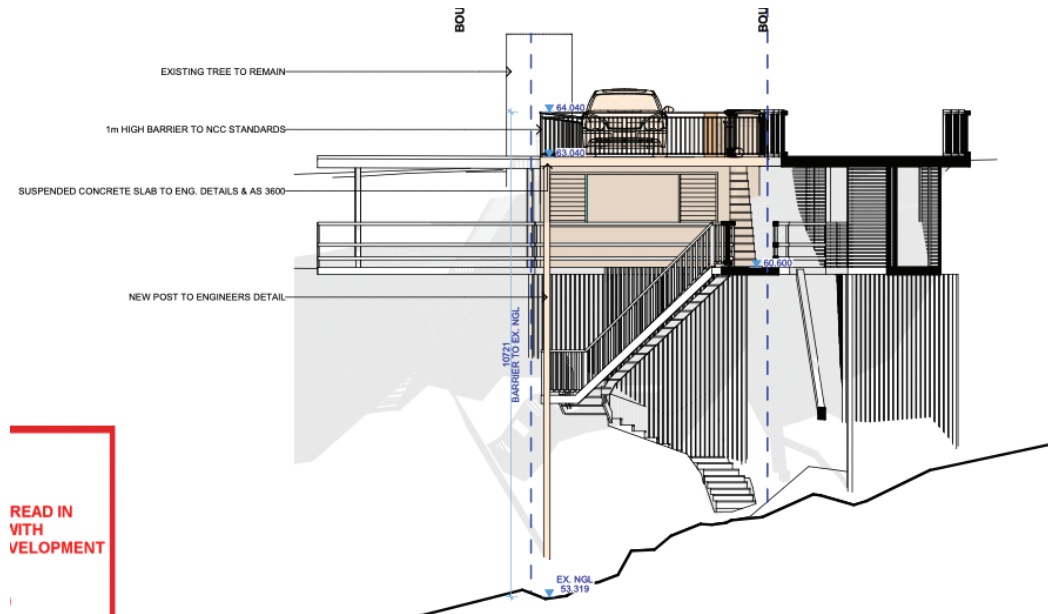 BOU
BOU
EXISTING TREE TO REMAIN
64.040
1m HIGH BARRIER TO NCC STANDARDS
63.040
SUSPENDED CONCRETE SLAB TO ENG. DETAILS & AS 3600
60.600
NEW POST TO ENGINEERS DETAIL
10721
BARRIER TO EX. NGL
READ IN
WITH
VELOPMENT
EX. NGL
53.319